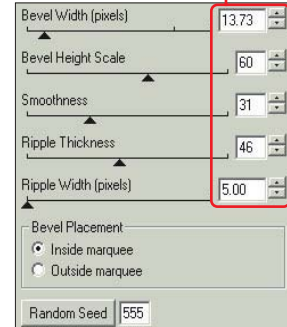 Bevel Width (pixels) 13.73
Bevel Height Scale 60
Smoothness 31
Ripple Thickness 46
Ripple Width (pixels) 5.00
Bevel Placement
Inside marquee
Outside marquee
Random Seed 555